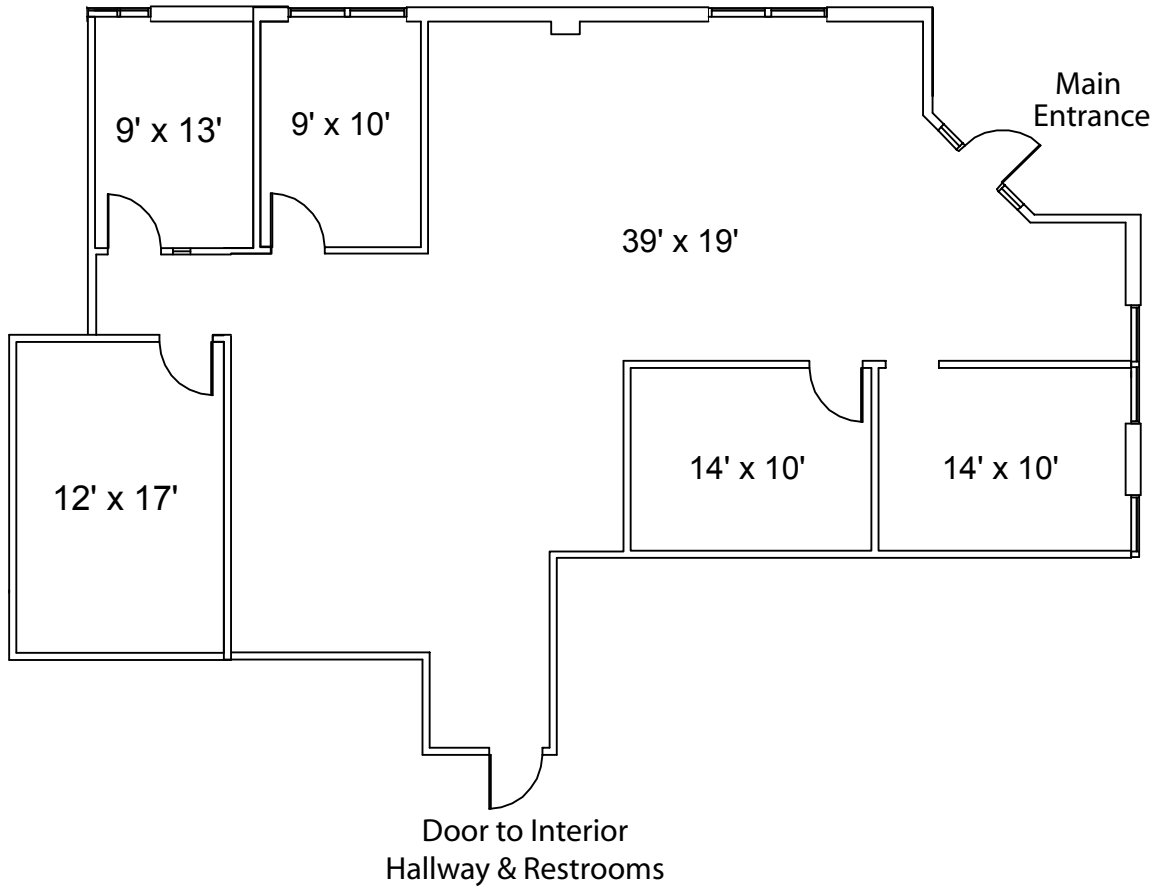 Main
Entrance
9' x 13'
9' x 10'
39' x 19'
12' x 17'
14' x 10'
14' x 10'
Door to Interior
Hallway & Restrooms